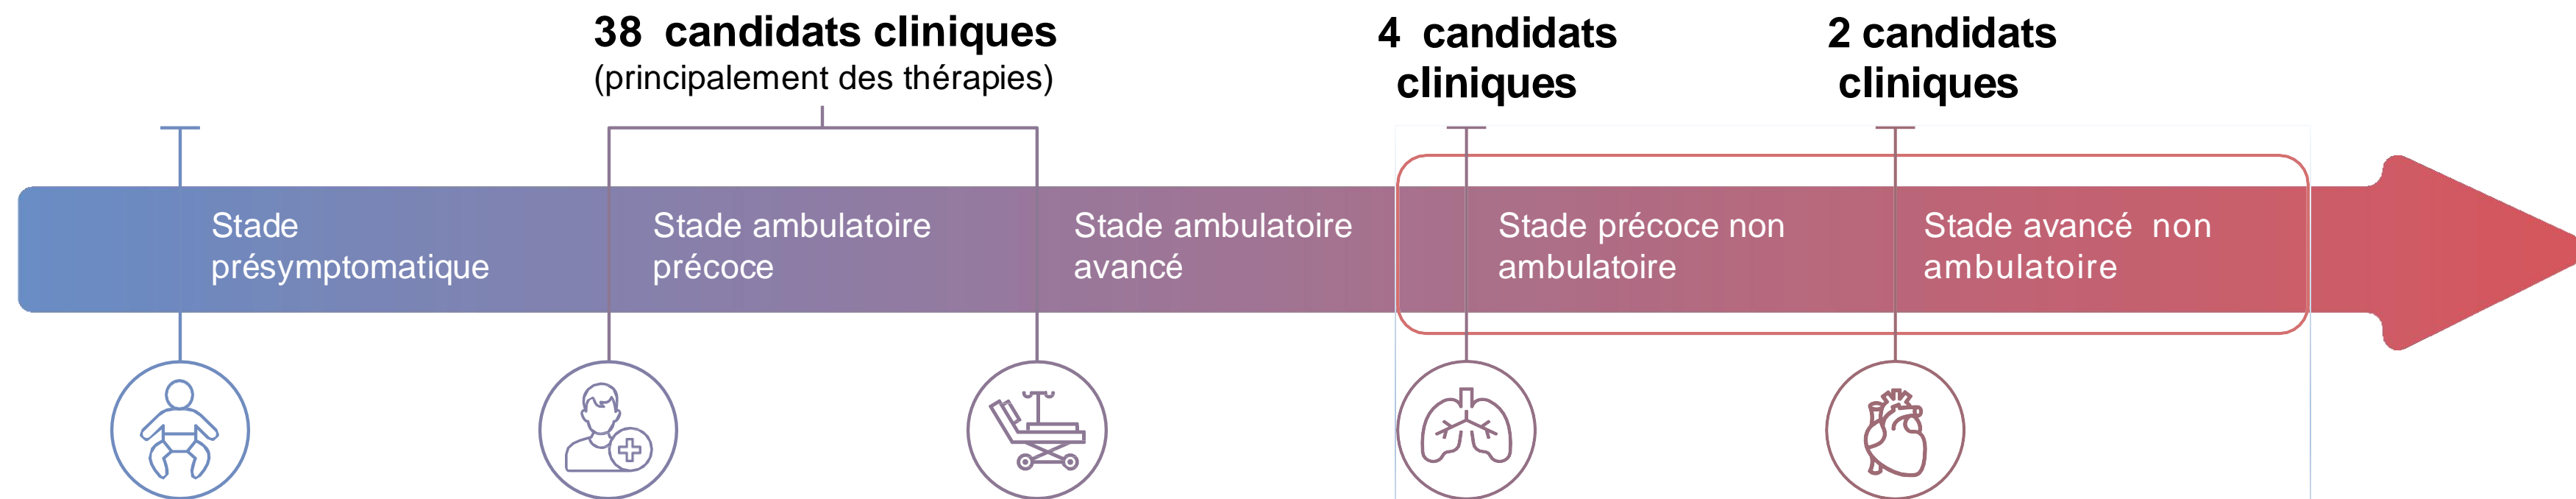 38 candidats cliniques
(principalement des thérapies)
4 candidats
cliniques
2 candidats
cliniques
Stade
présymptomatique
Stade ambulatoire
précoce
Stade ambulatoire
avancé
Stade précoce non
ambulatoire
Stade avancé non
ambulatoire